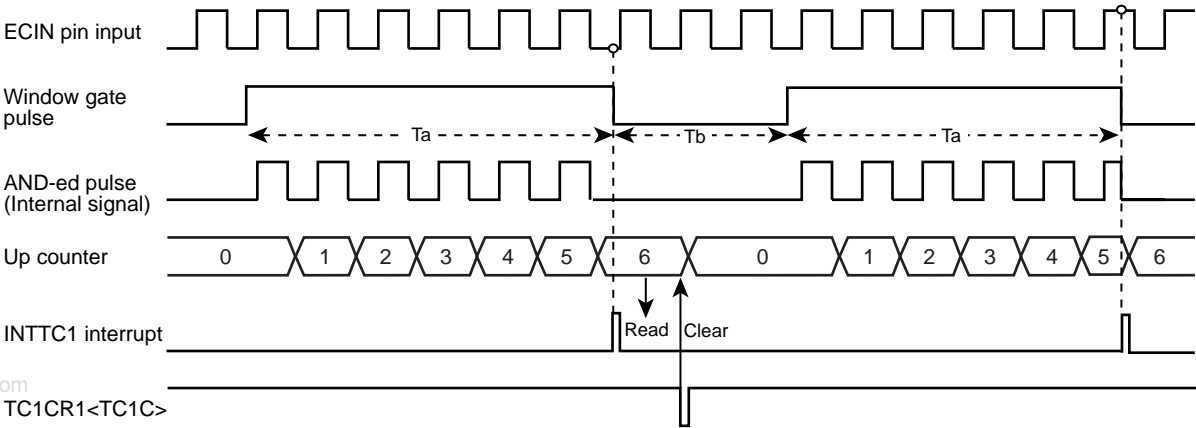 ECIN pin input
Window gate
pulse
Ta
Tb
Ta
AND-ed pulse
(Internal signal)
Up counter
0 1 2 3 4 5 6 0 1 2 3 4 5 6
Read
Clear
INTTC1 interrupt
om
TC1CR1<TC1C>